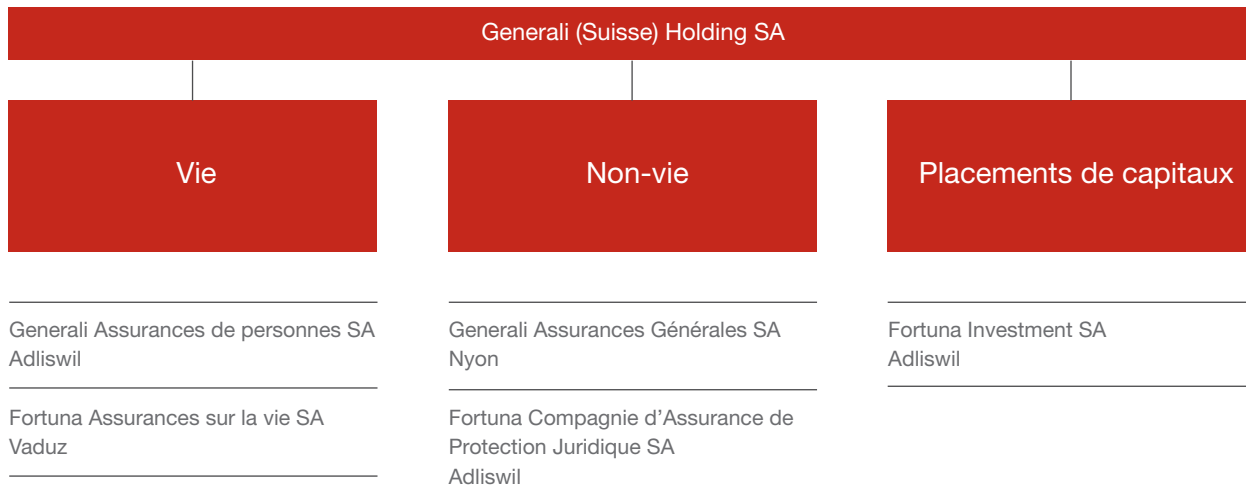 Generali (Suisse) Holding SA
Vie
Non-vie
Placements de capitaux
Generali Assurances de personnes SA
Adliswil
Fortuna Assurances sur la vie SA
Vaduz
Generali Assurances Générales SA
Nyon
Fortuna Compagnie d’Assurance de
Protection Juridique SA
Adliswil
Fortuna Investment SA
Adliswil